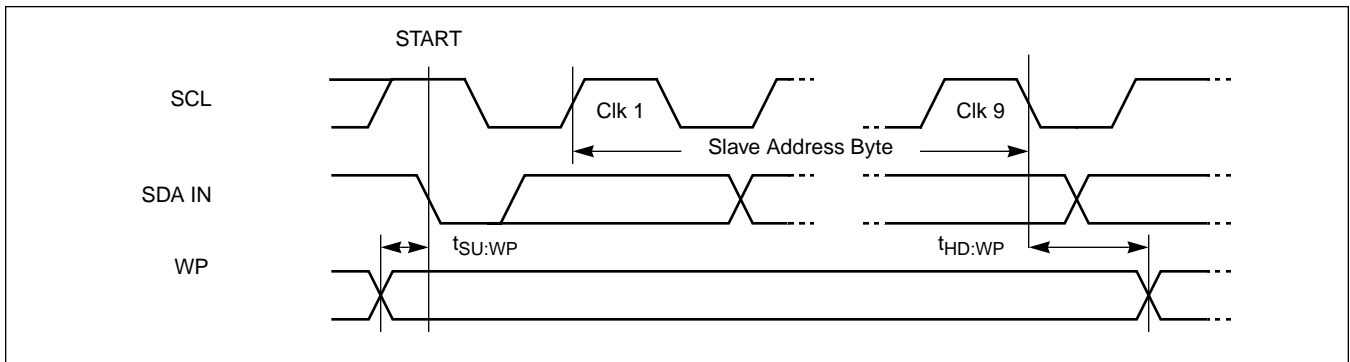 START
SCL
Clk 1
Clk 9
Slave Address Byte
SDA IN
tSU:WP
tHD:WP
WP